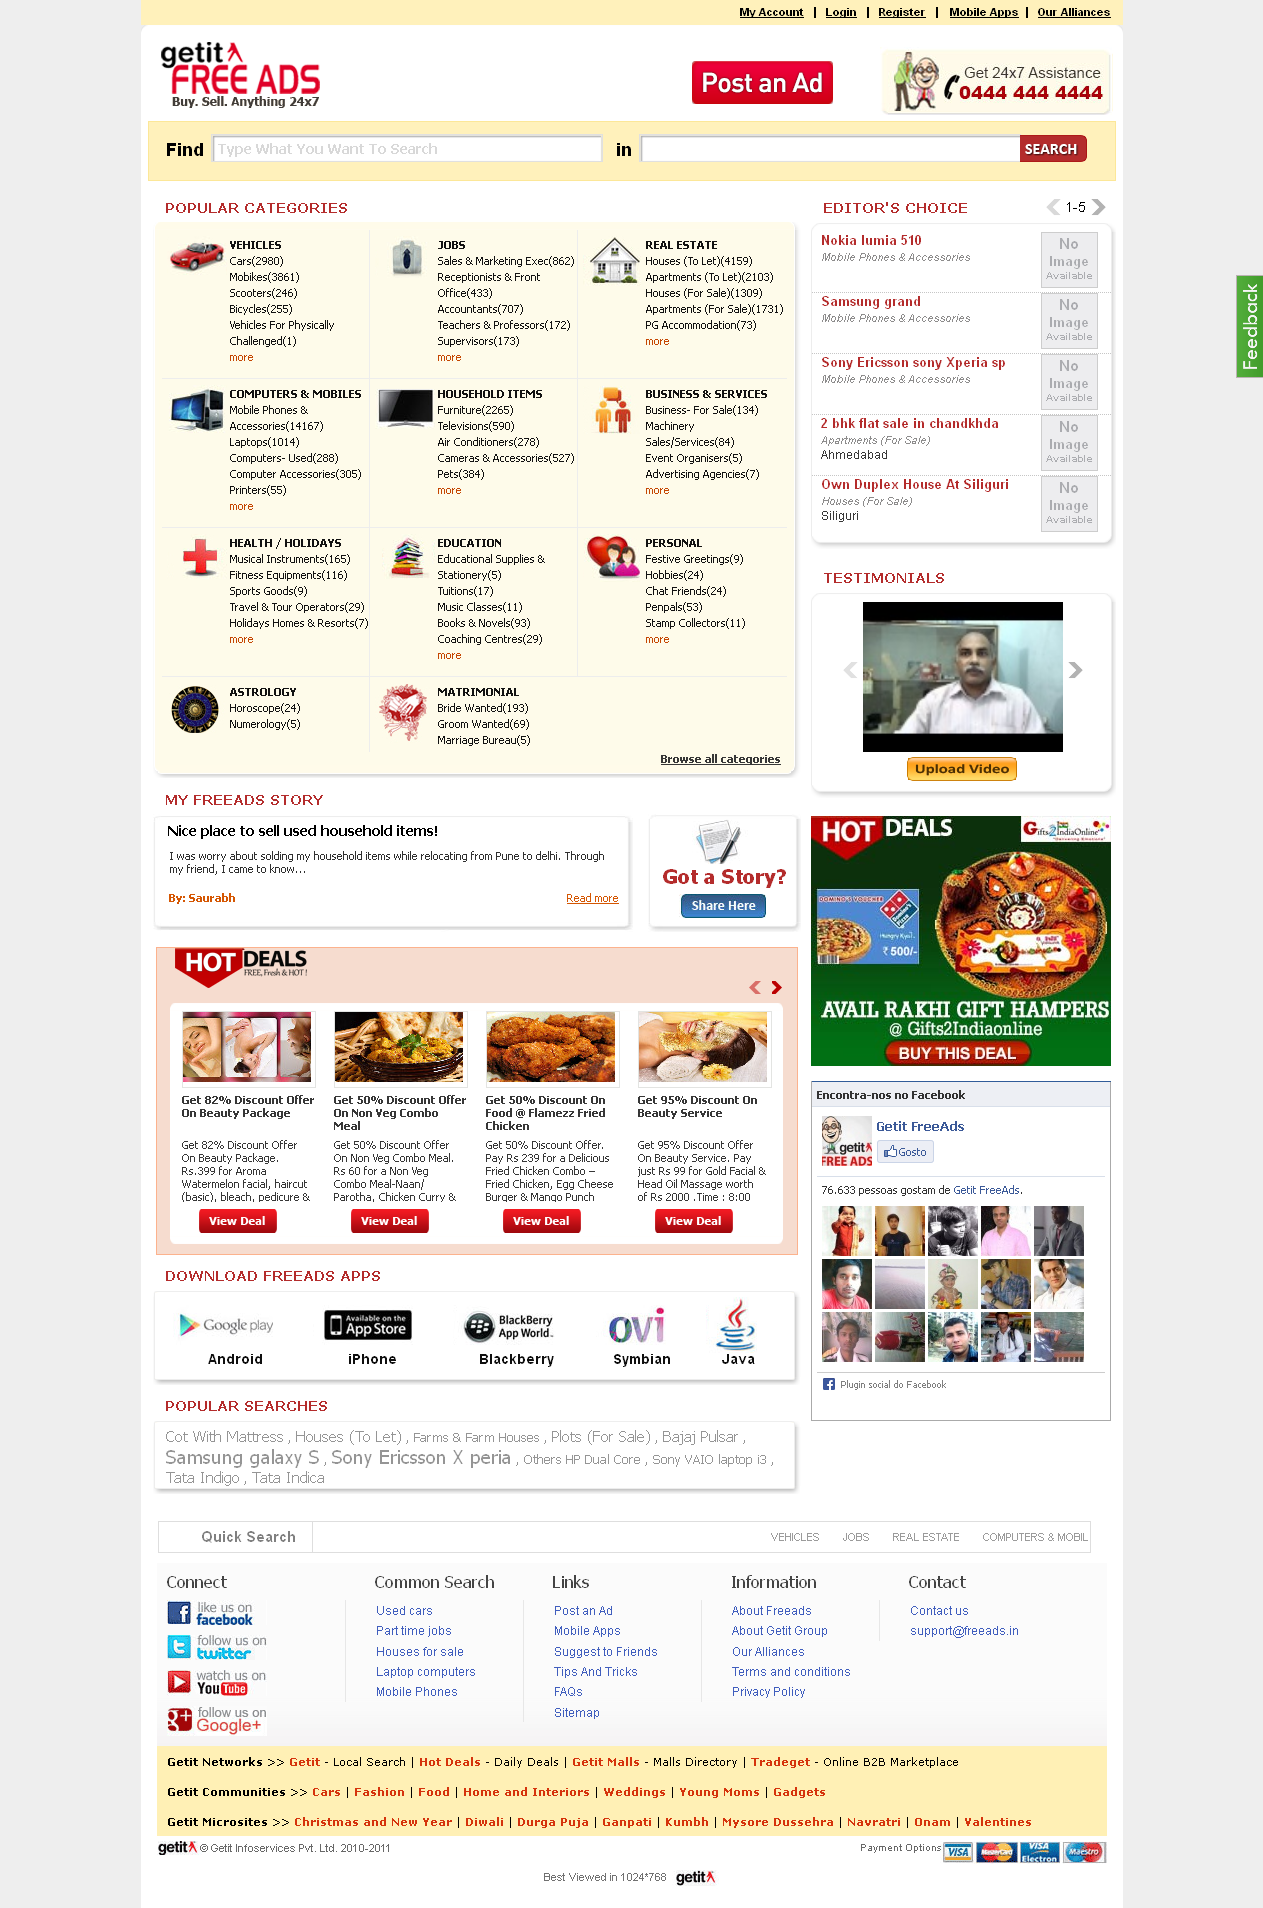 My Account | Login | Register | Mobile Apps | Our Alliances
getit
FREE ADS
Buy. Sell. Anything 24x7
Post an Ad
Get 24x7 Assistance
0444 444 4444
Find Type What You Want To Search in SEARCH
POPULAR CATEGORIES
VEHICLES
Cars(2980)
Mobikes(3861)
Scooters(246)
Bicycles(255)
Vehicles For Physically
Challenged(1)
more
JOBS
Sales & Marketing Exec(862)
Receptionists & Front
Office(433)
Accountants(707)
Teachers & Professors(172)
Supervisors(173)
more
REAL ESTATE
Houses (To Let)(4159)
Apartments (To Let)(2103)
Houses (For Sale)(1309)
Apartments (For Sale)(1731)
PG Accommodation(73)
more
COMPUTERS & MOBILES
Mobile Phones &
Accessories(14167)
Laptops(1014)
Computers- Used(288)
Computer Accessories(305)
Printers(55)
more
HOUSEHOLD ITEMS
Furniture(2265)
Televisions(590)
Air Conditioners(278)
Cameras & Accessories(527)
Pets(384)
more
BUSINESS & SERVICES
Business- For Sale(134)
Machinery
Sales/Services(84)
Event Organisers(5)
Advertising Agencies(7)
more
HEALTH / HOLIDAYS
Musical Instruments(165)
Fitness Equipments(116)
Sports Goods(9)
Travel & Tour Operators(29)
Holidays Homes & Resorts(7)
more
EDUCATION
Educational Supplies &
Stationery(5)
Tuitions(17)
Music Classes(11)
Books & Novels(93)
Coaching Centres(29)
more
PERSONAL
Festive Greetings(9)
Hobbies(24)
Chat Friends(24)
Penpals(53)
Stamp Collectors(11)
more
ASTROLOGY
Horoscope(24)
Numerology(5)
MATRIMONIAL
Bride Wanted(193)
Groom Wanted(69)
Marriage Bureau(5)
Browse all categories
EDITOR'S CHOICE
1-5
Nokia lumia 510
Mobile Phones & Accessories
No
Image
Available
Samsung grand
Mobile Phones & Accessories
No
Image
Available
Sony Ericsson sony Xperia sp
Mobile Phones & Accessories
No
Image
Available
2 bhk flat sale in chandkhda
Apartments (For Sale)
Ahmedabad
No
Image
Available
Own Duplex House At Siliguri
Houses (For Sale)
Siliguri
No
Image
Available
Feedback
TESTIMONIALS
Upload Video
MY FREEADS STORY
Nice place to sell used household items!
I was worry about solding my household items while relocating from Pune to delhi. Through
my friend, I came to know...
By: Saurabh
Read more
Got a Story?
Share Here
HOT DEALS
Gifts2IndiaOnline
DOMINO'S VOUCHER
Domino's
Pizza
Hungry Kya?..
₹ 500/-
AVAIL RAKHI GIFT HAMPERS
@ Gifts2Indiaonline
BUY THIS DEAL
HOT DEALS
FREE, Fresh & HOT !
Get 82% Discount Offer
On Beauty Package
Get 82% Discount Offer
On Beauty Package.
Rs.399 for Aroma
Watermelon facial, haircut
(basic), bleach, pedicure &
View Deal
Get 50% Discount Offer
On Non Veg Combo
Meal
Get 50% Discount Offer
On Non Veg Combo Meal.
Rs 60 for a Non Veg
Combo Meal-Naan/
Parotha, Chicken Curry &
View Deal
Get 50% Discount On
Food @ Flamezz Fried
Chicken
Get 50% Discount Offer.
Pay Rs 239 for a Delicious
Fried Chicken Combo –
Fried Chicken, Egg Cheese
Burger & Mango Punch
View Deal
Get 95% Discount On
Beauty Service
Get 95% Discount Offer
On Beauty Service. Pay
just Rs 99 for Gold Facial &
Head Oil Massage worth
of Rs 2000 .Time : 8:00
View Deal
Encontra-nos no Facebook
getit
FREE ADS
Getit FreeAds
Gosto
76.633 pessoas gostam de Getit FreeAds.
Plugin social do Facebook
DOWNLOAD FREEADS APPS
Google play
Android
Available on the
App Store
iPhone
BlackBerry
App World™
Blackberry
ovi
Symbian
Java
Java
POPULAR SEARCHES
Cot With Mattress , Houses (To Let) , Farms & Farm Houses , Plots (For Sale) , Bajaj Pulsar ,
Samsung galaxy S , Sony Ericsson X peria , Others HP Dual Core , Sony VAIO laptop i3 ,
Tata Indigo , Tata Indica
Quick Search VEHICLES JOBS REAL ESTATE COMPUTERS & MOBIL
Connect
like us on
facebook
follow us on
twitter
watch us on
YouTube
follow us on
Google+
Common Search
Used cars
Part time jobs
Houses for sale
Laptop computers
Mobile Phones
Links
Post an Ad
Mobile Apps
Suggest to Friends
Tips And Tricks
FAQs
Sitemap
Information
About Freeads
About Getit Group
Our Alliances
Terms and conditions
Privacy Policy
Contact
Contact us
support@freeads.in
Getit Networks >> Getit - Local Search | Hot Deals - Daily Deals | Getit Malls - Malls Directory | Tradeget - Online B2B Marketplace
Getit Communities >> Cars | Fashion | Food | Home and Interiors | Weddings | Young Moms | Gadgets
Getit Microsites >> Christmas and New Year | Diwali | Durga Puja | Ganpati | Kumbh | Mysore Dussehra | Navratri | Onam | Valentines
getit © Getit Infoservices Pvt. Ltd. 2010-2011
Payment Options VISA MasterCard VISA Electron Maestro
Best Viewed in 1024*768 getit